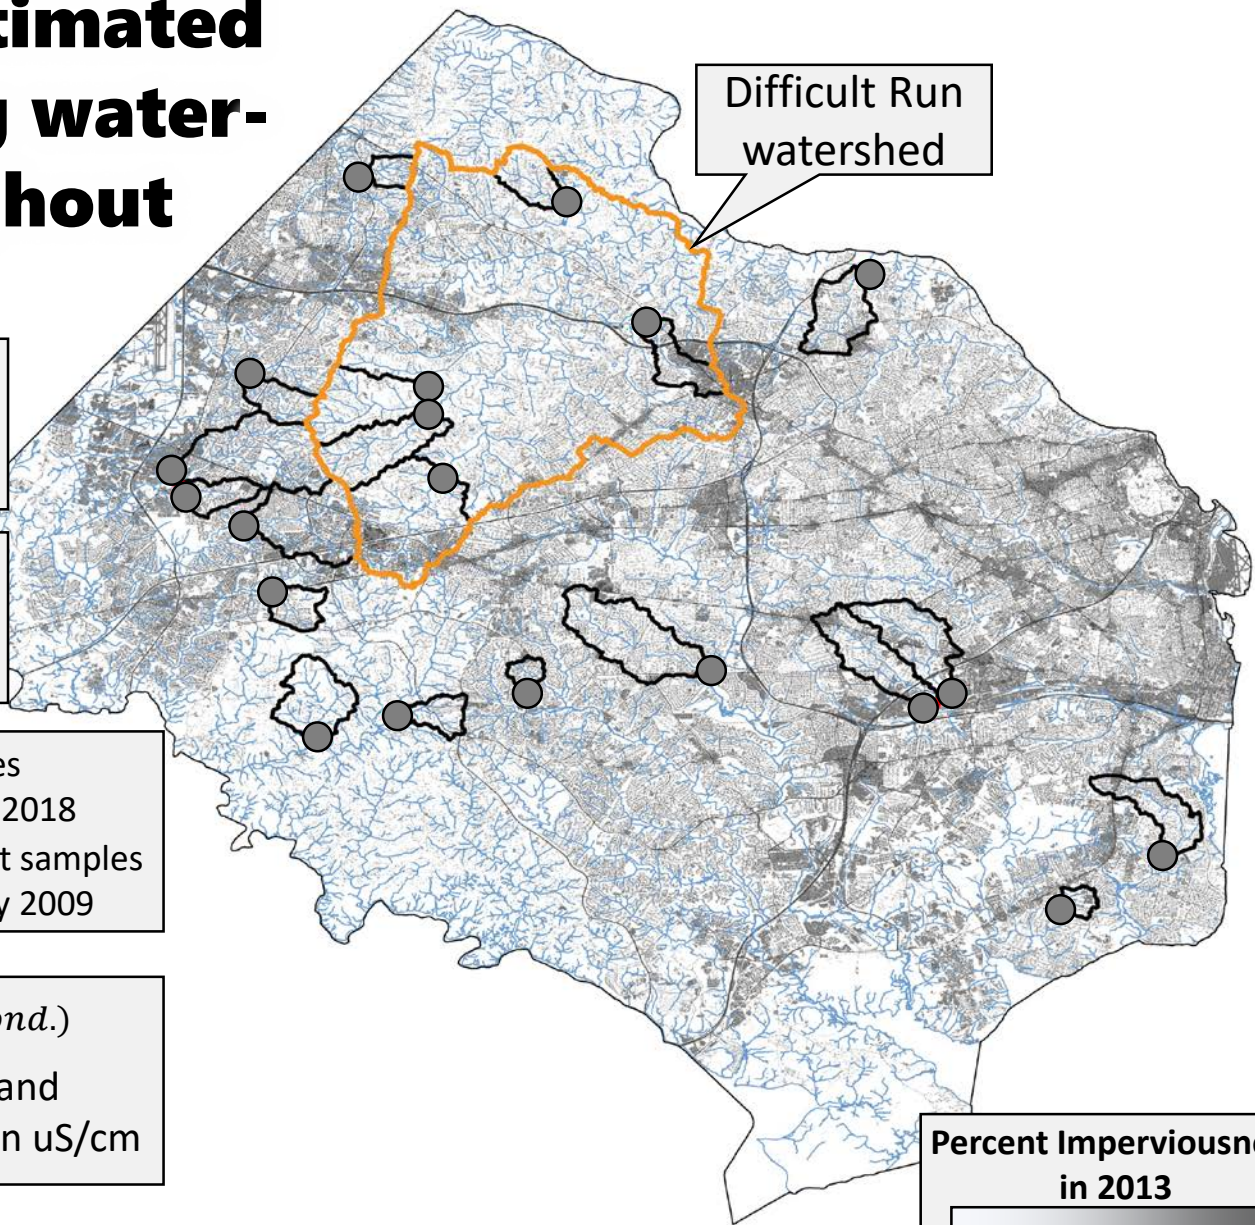 timated
g water-
hout
Difficult Run
watershed
es
2018
t samples
y 2009
ond.)
and
n uS/cm
Percent Imperviousne
in 2013